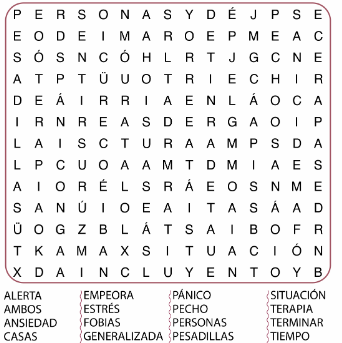 P E R S O N A S Y D É J P S E
E O D E I M A R O E P M E A C
S Ó S N C Ó H L R T J G C N E
A T P T Ü U O T R I E C H I R
D E Á I R R I A E N L Á O C A
I R N R E A S D E R G A O I P
L A I S C T U R A A M P S D A
L P C U O A A M T D M I A E S
A I O R É L S R Á E O S N M E
S A N Ú I O E A I T A S Á A D
Ü O G Z B L Á T S A I B O F R
T K A M A X S I T U A C I Ó N
X D A I N C L U Y E N T O Y B
ALERTA EMPEORA PÁNICO SITUACIÓN
AMBOS ESTRÉS PECHO TERAPIA
ANSIEDAD FOBIAS PERSONAS TERMINAR
CASAS GENERALIZADA PESADILLAS TIEMPO